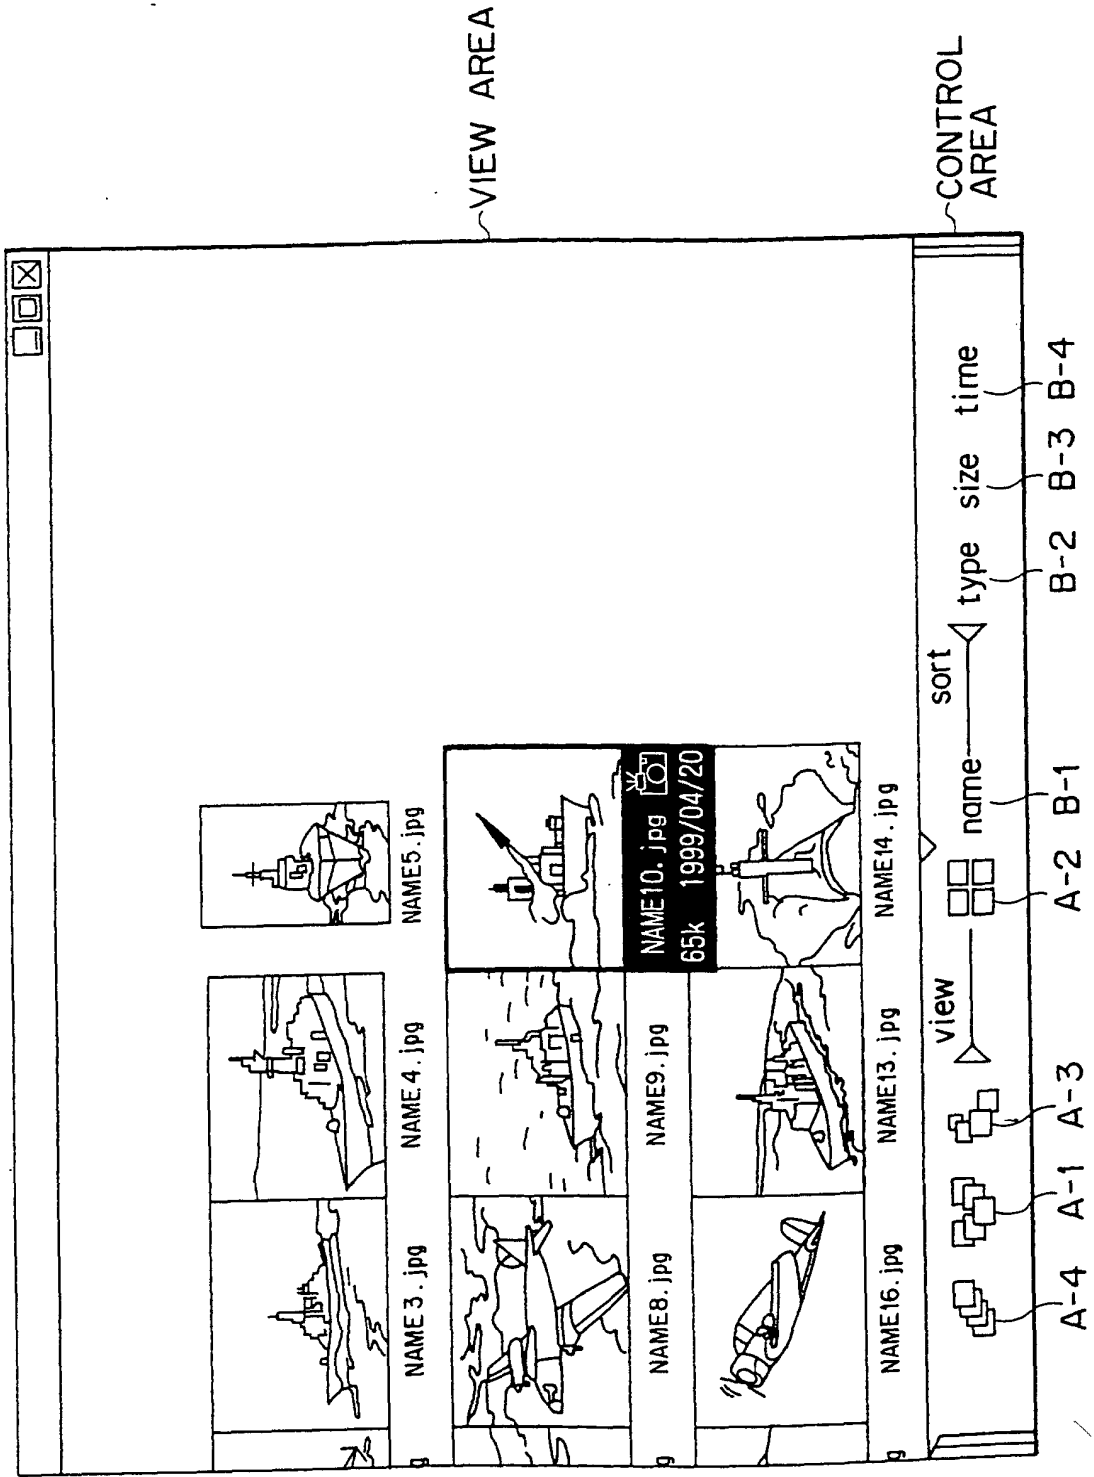 VIEW AREA
NAME3.jpg
NAME4.jpg
NAME5.jpg
g
NAME8.jpg
NAME9.jpg
NAME10.jpg
65k 1999/04/20
g
NAME16.jpg
NAME13.jpg
NAME14.jpg
g
view
sort
name
type
size
time
CONTROL
AREA
A-4
A-1
A-3
A-2
B-1
B-2
B-3
B-4